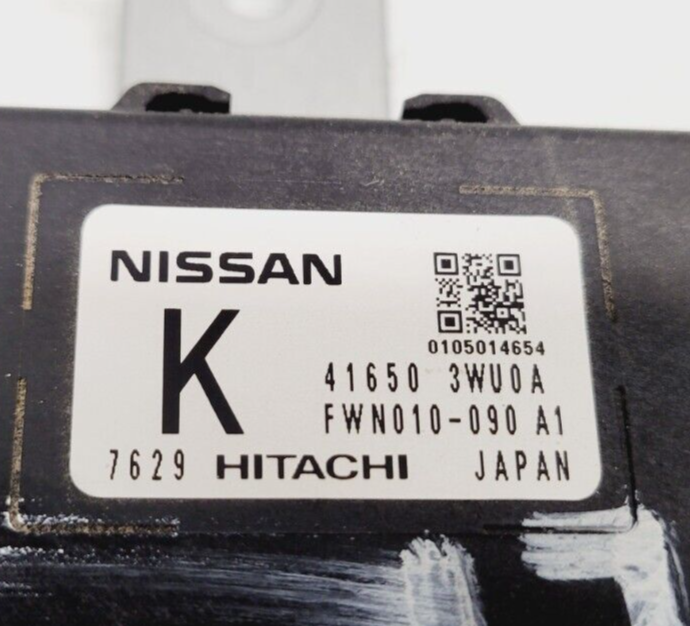 NISSAN
K
0105014654
41650 3WU0A
FWN010-090 A1
7629 HITACHI JAPAN